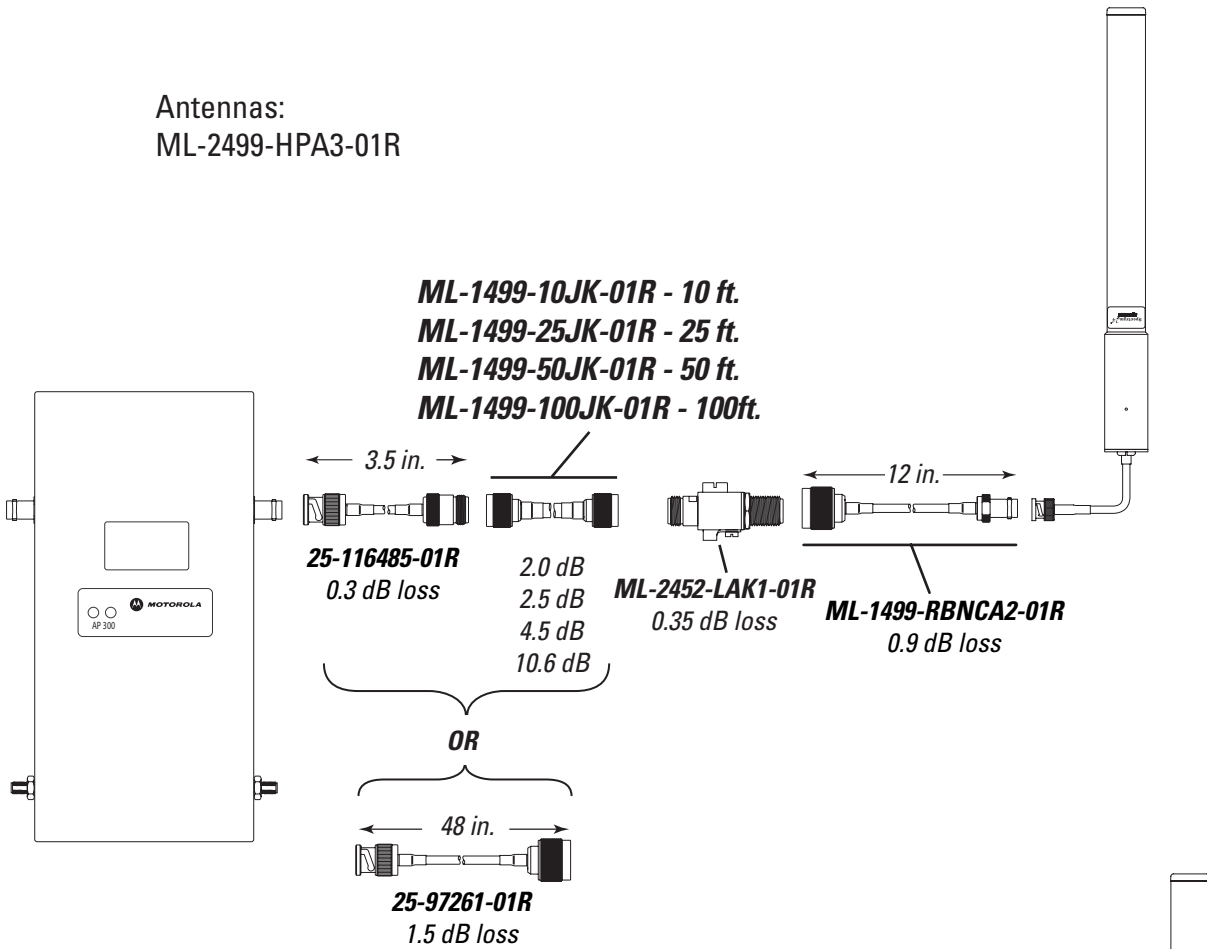 Antennas:
ML-2499-HPA3-01R
ML-1499-10JK-01R - 10 ft.
ML-1499-25JK-01R - 25 ft.
ML-1499-50JK-01R - 50 ft.
ML-1499-100JK-01R - 100ft.
3.5 in.
12 in.
25-116485-01R
0.3 dB loss
2.0 dB
2.5 dB
4.5 dB
10.6 dB
ML-2452-LAK1-01R
0.35 dB loss
ML-1499-RBNCA2-01R
0.9 dB loss
MOTOROLA
AP 300
OR
48 in.
25-97261-01R
1.5 dB loss